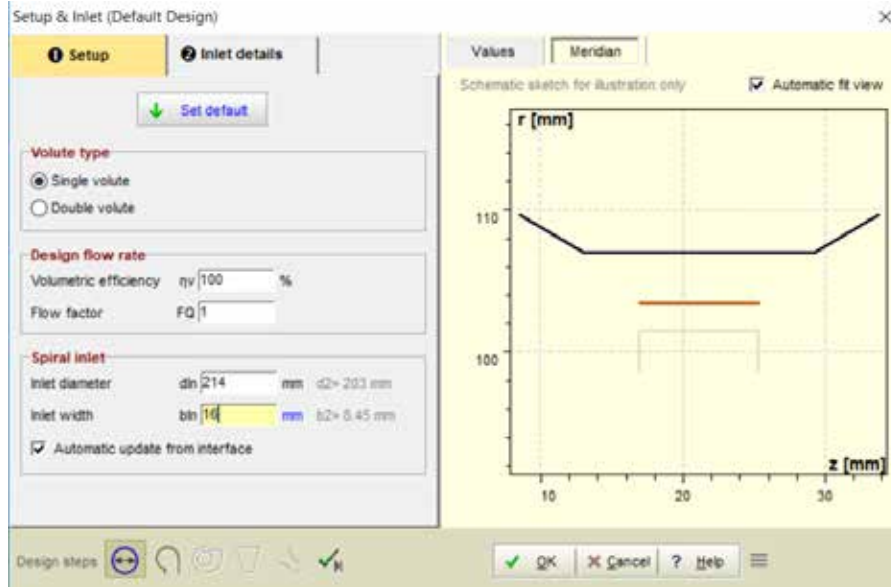 Setup & Inlet (Default Design)
1 Setup
2 Inlet details
Set default
Volute type
Single volute
Double volute
Design flow rate
Volumetric efficiency ηv 100 %
Flow factor FQ 1
Spiral inlet
Inlet diameter dIn 214 mm d2= 203 mm
Inlet width bIn 16 mm b2= 8.45 mm
Automatic update from interface
Values
Meridian
Schematic sketch for illustration only
Automatic fit view
r [mm]
110
100
z [mm]
10 20 30
Design steps
OK
Cancel
? Help